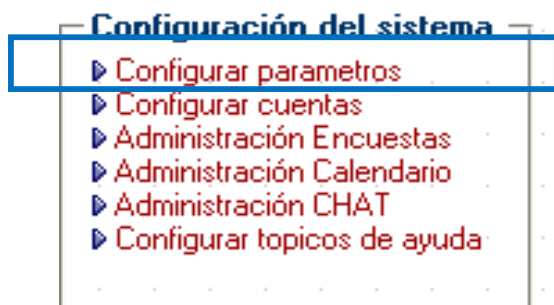 Configuración del sistema
Configurar parametros
Configurar cuentas
Administración Encuestas
Administración Calendario
Administración CHAT
Configurar topicos de ayuda